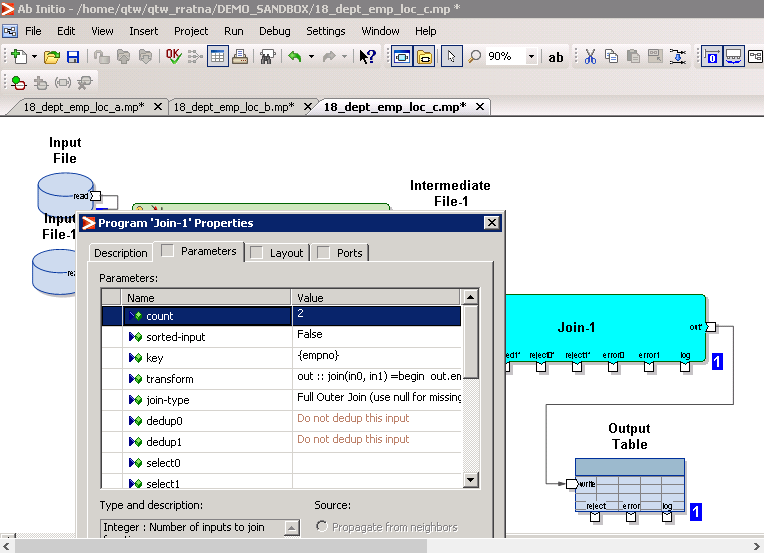 Ab Initio - /home/qtw/qtw_rratna/DEMO_SANDBOX/18_dept_emp_loc_c.mp *
File Edit View Insert Project Run Debug Settings Window Help
OK 90% ab
18_dept_emp_loc_a.mp* 18_dept_emp_loc_b.mp* 18_dept_emp_loc_c.mp*
Input
File
read
Input
File-1
Intermediate
File-1
Program 'Join-1' Properties
Description Parameters Layout Ports
Parameters:
Name Value
count 2
sorted-input False
key {empno}
transform out :: join(in0, in1) =begin out.en
join-type Full Outer Join (use null for missing
dedup0 Do not dedup this input
dedup1 Do not dedup this input
select0
select1
Type and description: Source:
Integer : Number of inputs to join
Propagate from neighbors
Join-1
out*
reject0* reject1* error0 error1 log
1
Output
Table
write
reject error log
1